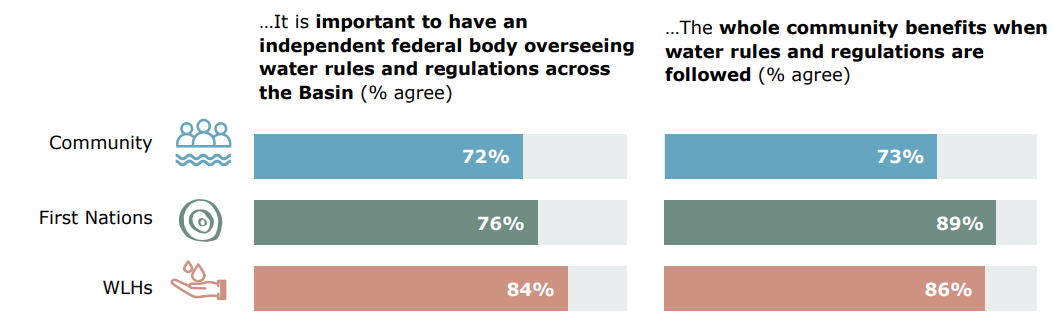 ...It is important to have an
independent federal body overseeing
water rules and regulations across
the Basin (% agree)
...The whole community benefits when
water rules and regulations are
followed (% agree)
Community
72%
73%
First Nations
76%
89%
WLHs
84%
86%